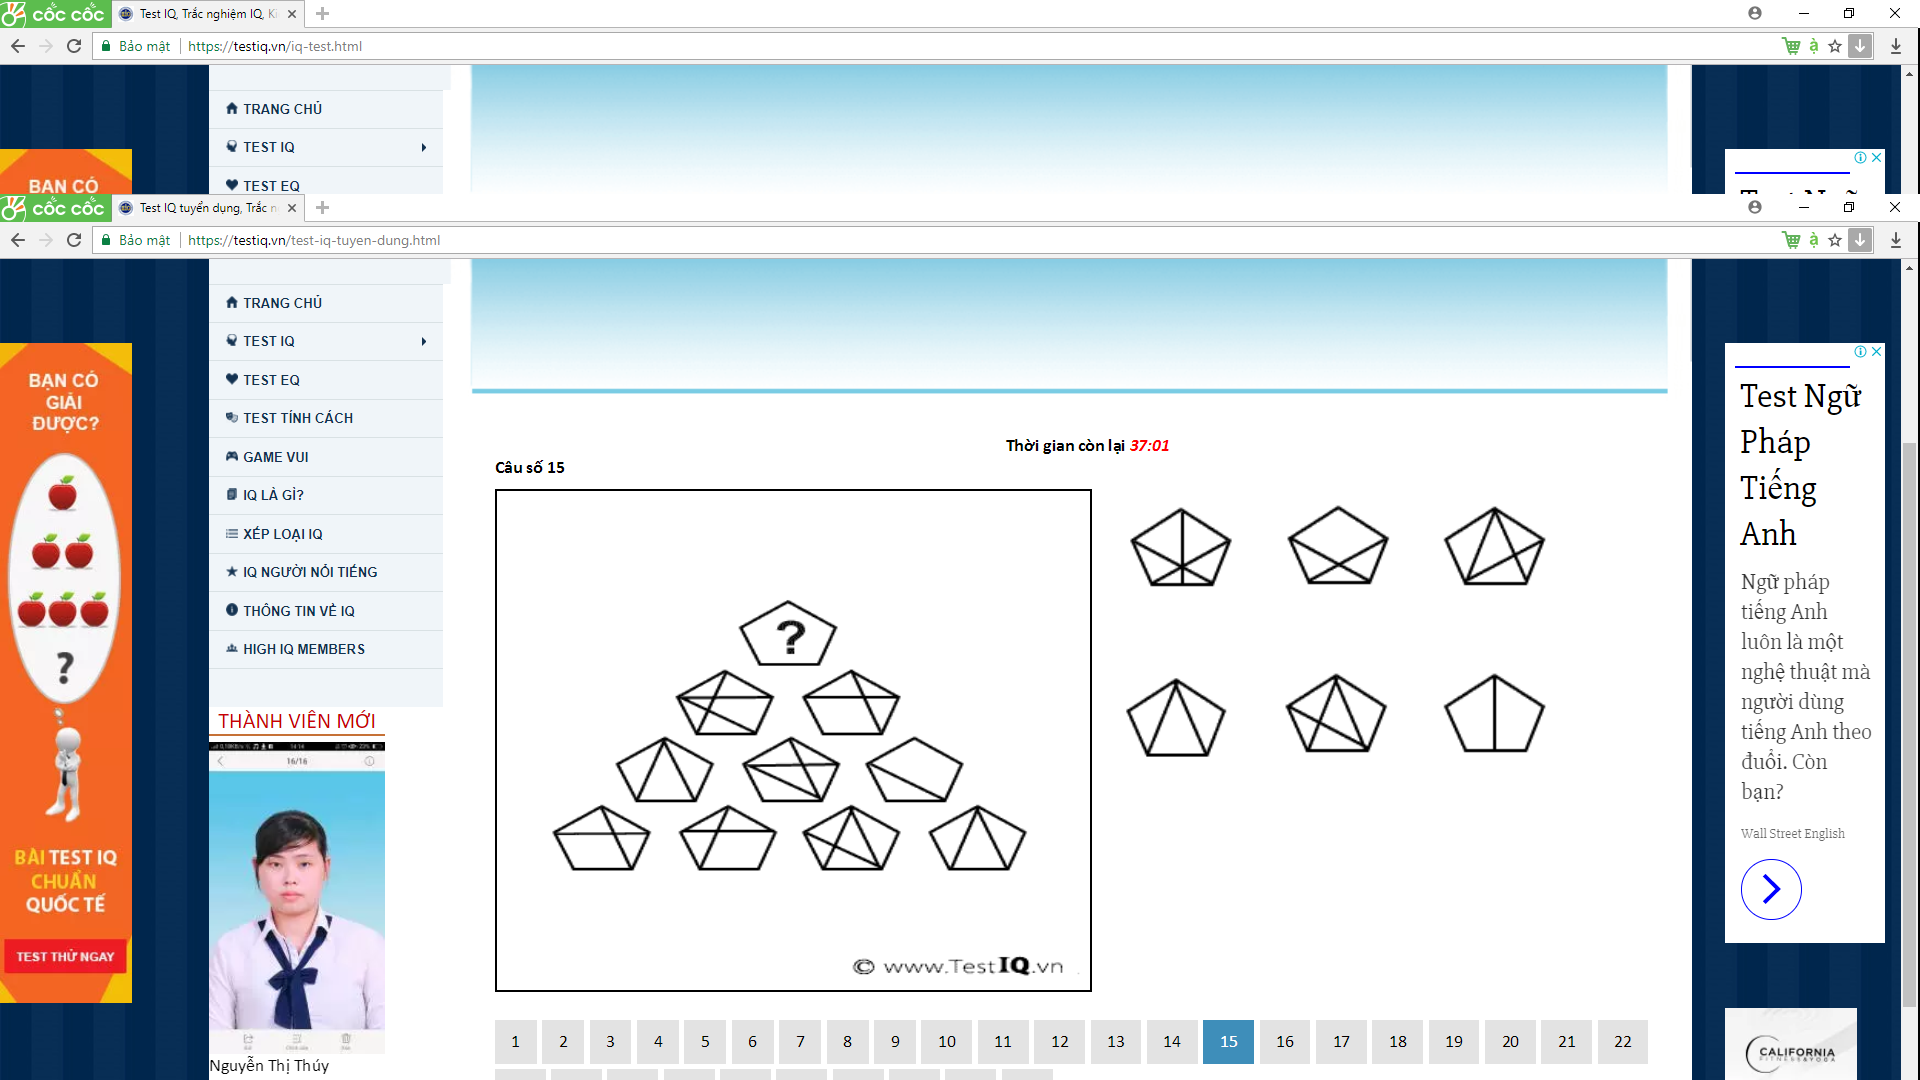 cốc cốc
Test IQ, Trắc nghiệm IQ, Ki
Bảo mật
https://testiq.vn/iq-test.html
TRANG CHỦ
TEST IQ
TEST EQ
BẠN CÓ
cốc cốc
Test IQ tuyển dụng, Trắc n
Bảo mật
https://testiq.vn/test-iq-tuyen-dung.html
TRANG CHỦ
TEST IQ
TEST EQ
TEST TÍNH CÁCH
GAME VUI
IQ LÀ GÌ?
XẾP LOẠI IQ
IQ NGƯỜI NỔI TIẾNG
THÔNG TIN VỀ IQ
HIGH IQ MEMBERS
BẠN CÓ
GIẢI
ĐƯỢC?
?
BÀI TEST IQ
CHUẨN
QUỐC TẾ
TEST THỬ NGAY
THÀNH VIÊN MỚI
16/16
Nguyễn Thị Thúy
Thời gian còn lại 37:01
Câu số 15
?
© www.TestIQ.vn
1 2 3 4 5 6 7 8 9 10 11 12 13 14 15 16 17 18 19 20 21 22
Test Ngữ
Pháp
Tiếng
Anh
Ngữ pháp
tiếng Anh
luôn là một
nghệ thuật mà
người dùng
tiếng Anh theo
đuổi. Còn
bạn?
Wall Street English
CALIFORNIA
FITNESS & YOGA